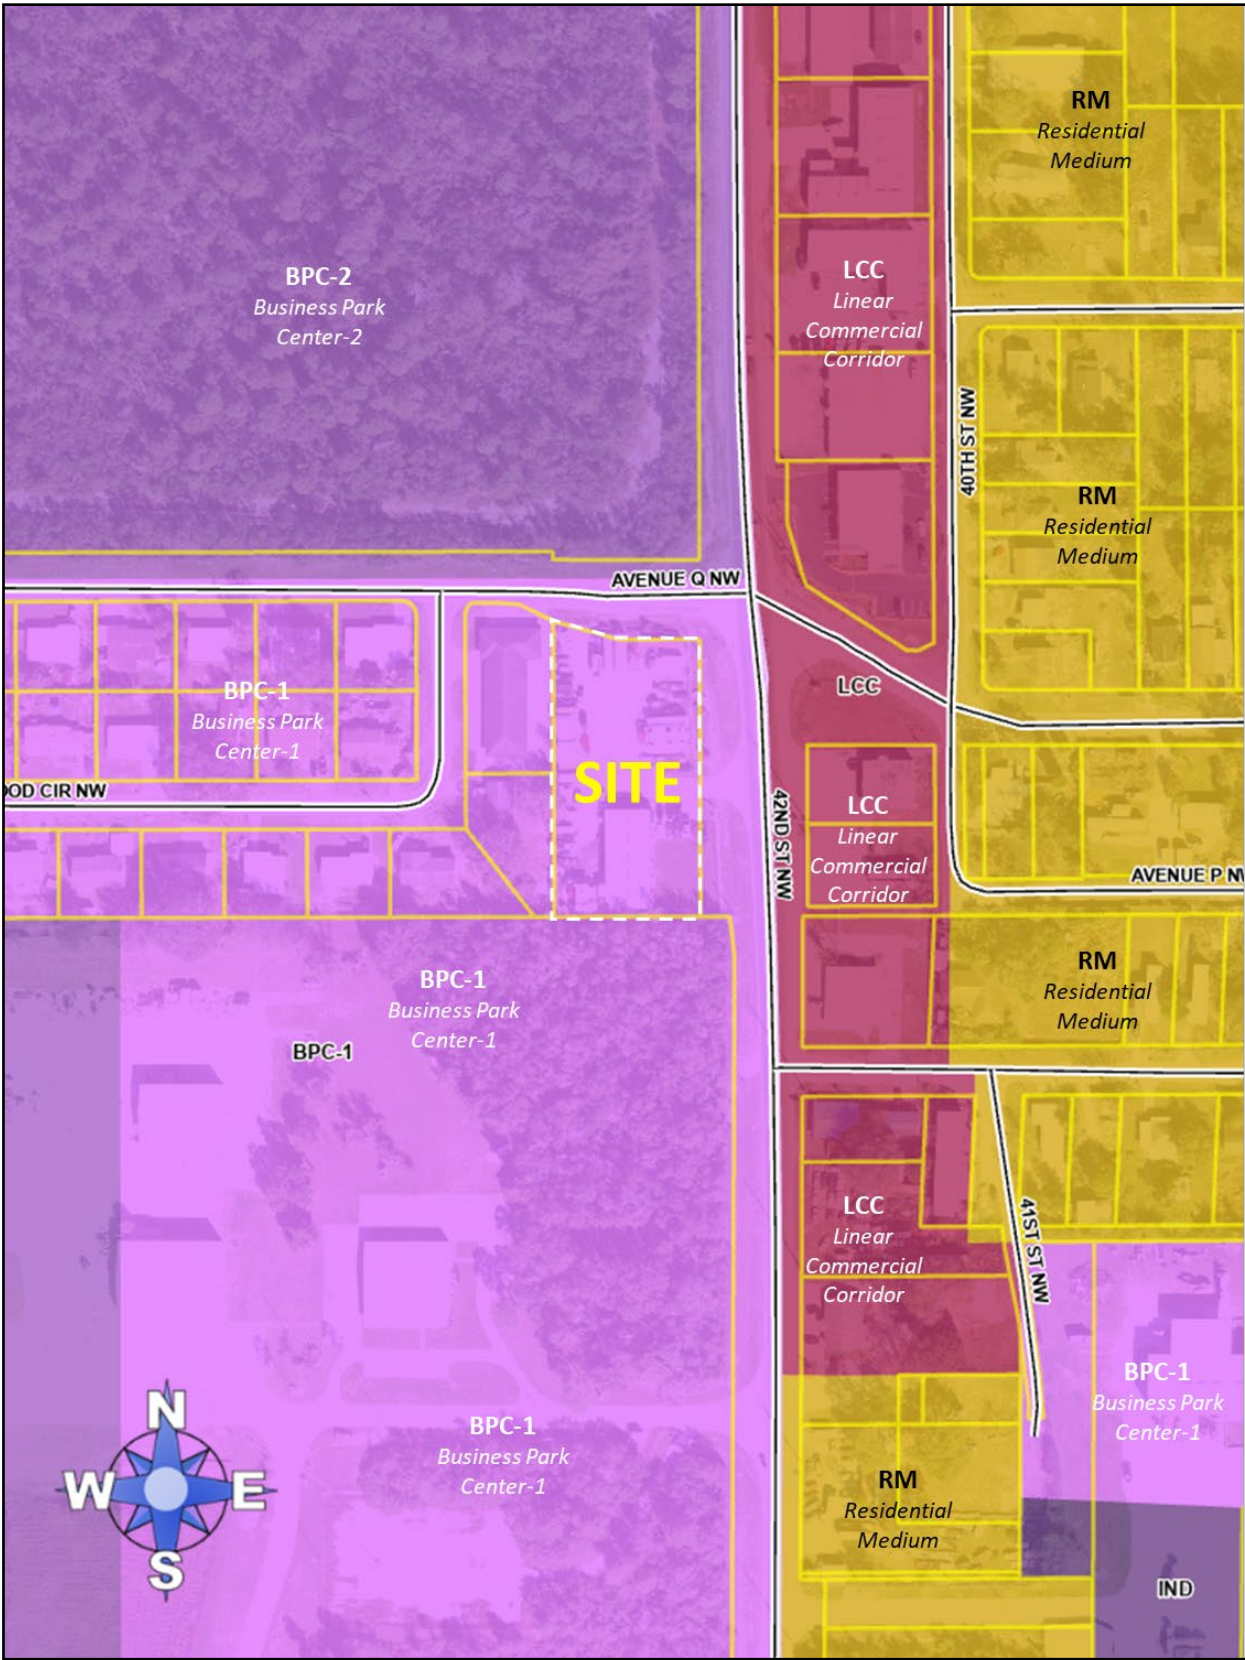 RM
Residential
Medium
BPC-2
Business Park
Center-2
LCC
Linear
Commercial
Corridor
40TH ST NW
RM
Residential
Medium
AVENUE Q NW
BPC-1
Business Park
Center-1
LCC
SITE
OOD CIR NW
42ND ST NW
LCC
Linear
Commercial
Corridor
AVENUE P NW
BPC-1
Business Park
Center-1
RM
Residential
Medium
BPC-1
LCC
Linear
Commercial
Corridor
41ST ST NW
BPC-1
Business Park
Center-1
N
W E
S
BPC-1
Business Park
Center-1
RM
Residential
Medium
IND